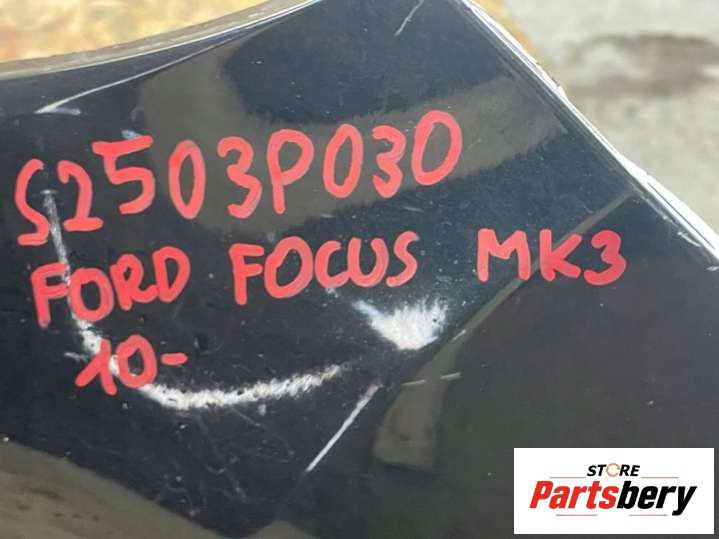 S2503P030
FORD FOCUS MK3
10-
STORE
Partsbery